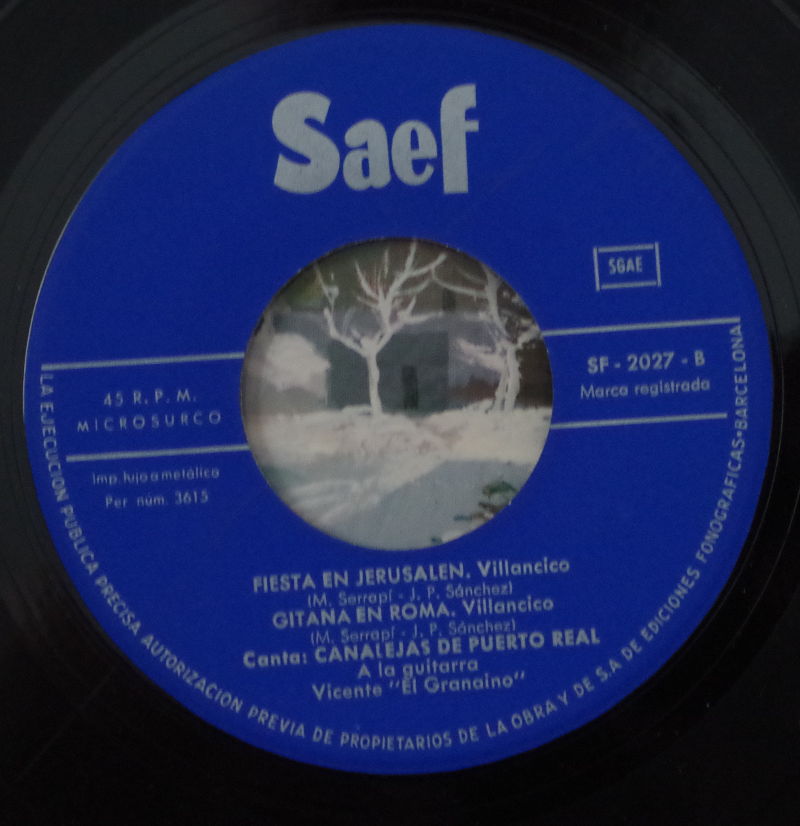 Saef
SGAE
45 R. P. M.
MICROSURCO
SF - 2027 - B
Marca registrada
Imp. lujo a metálico
Per núm. 3615
FIESTA EN JERUSALEN. Villancico
(M. Serrapí - J. P. Sánchez)
GITANA EN ROMA. Villancico
(M. Serrapí - J. P. Sánchez)
Canta: CANALEJAS DE PUERTO REAL
A la guitarra
Vicente "El Granaino"
LA EJECUCION PUBLICA PRECISA AUTORIZACION PREVIA DE PROPIETARIOS DE LA OBRA Y DE S.A DE EDICIONES FONOGRAFICAS•BARCELONA